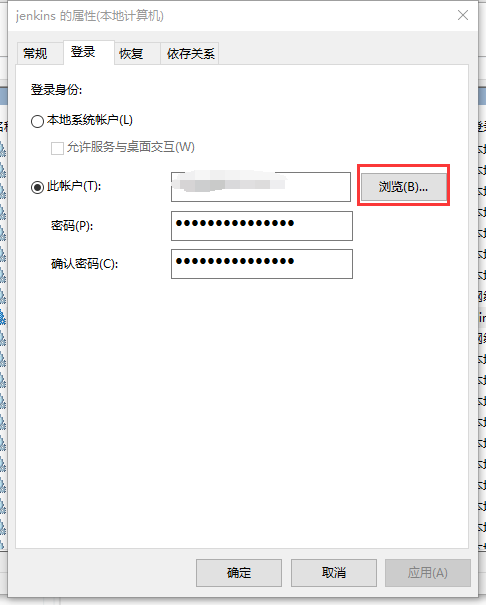 jenkins 的属性(本地计算机)
常规 登录 恢复 依存关系
登录身份:
本地系统帐户(L)
允许服务与桌面交互(W)
此帐户(T): 浏览(B)...
密码(P): ●●●●●●●●●●●●●●●
确认密码(C): ●●●●●●●●●●●●●●●
确定 取消 应用(A)